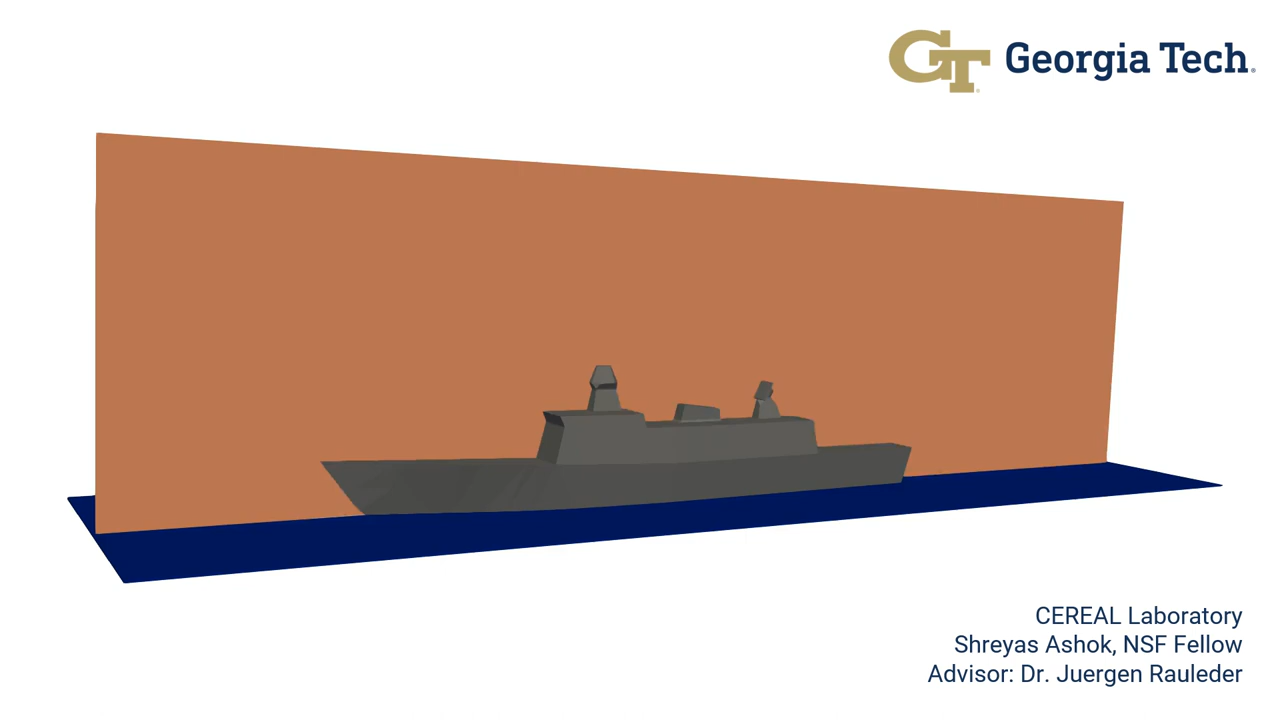 GT Georgia Tech®
CEREAL Laboratory
Shreyas Ashok, NSF Fellow
Advisor: Dr. Juergen Rauleder